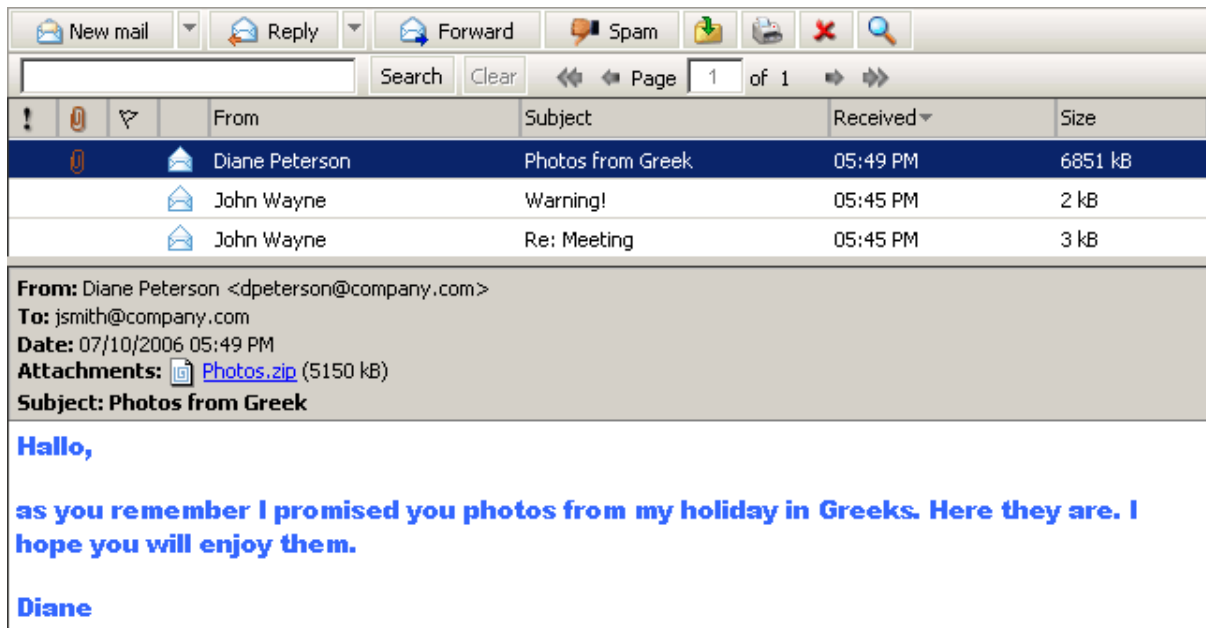 New mail Reply Forward Spam
Search Clear Page 1 of 1
! From Subject Received Size
Diane Peterson Photos from Greek 05:49 PM 6851 kB
John Wayne Warning! 05:45 PM 2 kB
John Wayne Re: Meeting 05:45 PM 3 kB
From: Diane Peterson <dpeterson@company.com>
To: jsmith@company.com
Date: 07/10/2006 05:49 PM
Attachments: Photos.zip (5150 kB)
Subject: Photos from Greek
Hallo,
as you remember I promised you photos from my holiday in Greeks. Here they are. I
hope you will enjoy them.
Diane